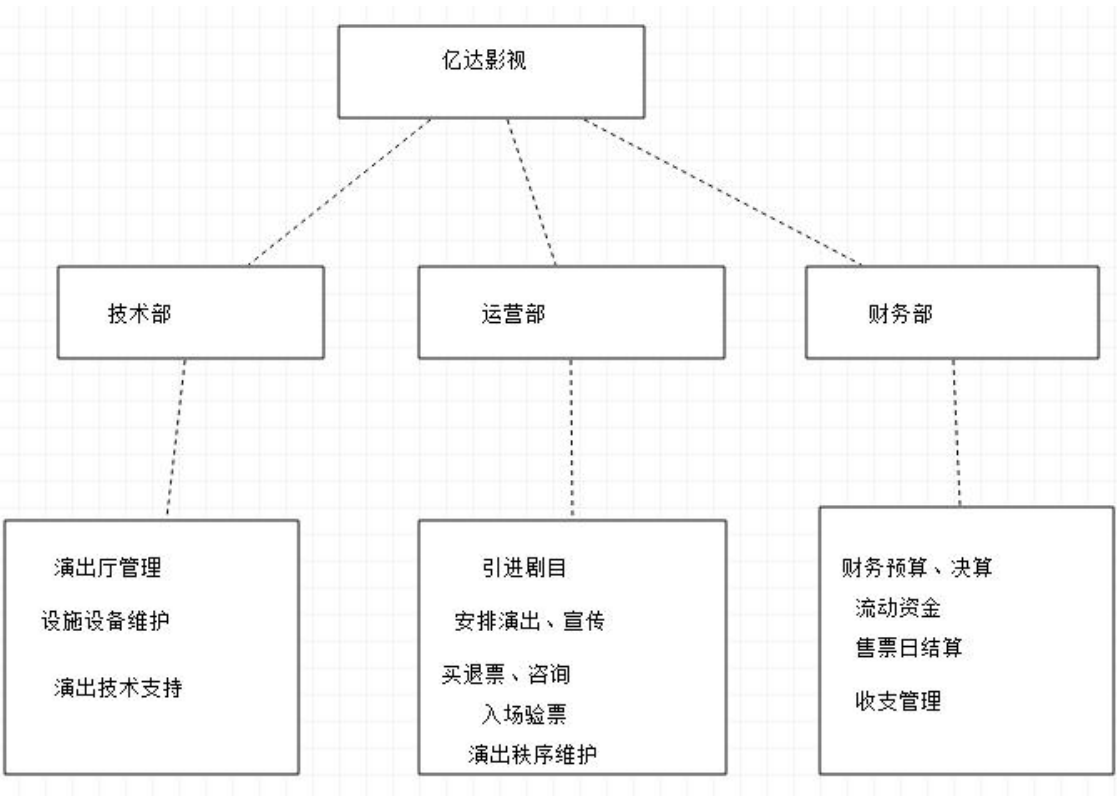 亿达影视
技术部
运营部
财务部
演出厅管理
设施设备维护
演出技术支持
引进剧目
安排演出、宣传
买退票、咨询
入场验票
演出秩序维护
财务预算、决算
流动资金
售票日结算
收支管理